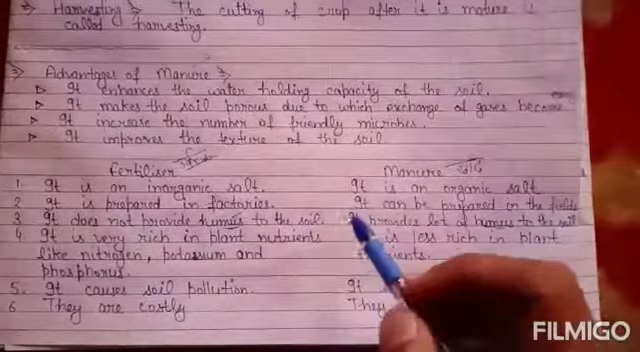 Harvesting The cutting of crop after it is mature is
called harvesting.
Advantages of Manure
It enhances the water holding capacity of the soil.
It makes the soil porous due to which exchange of gases become
It increase the number of friendly microbes.
It improves the texture of the soil
Fertiliser Manure
1. It is an inorganic salt. It is an organic salt
2 It is prepared in factories. It can be prepared in the fields
3 It does not provide humus to the soil. It provides lot of humus to the soil
4. It is very rich in plant nutrients is less rich in plant
like nitrogen, potassium and
phosphorus.
5. It causes soil pollution. It
6 They are costly They
FILMIGO